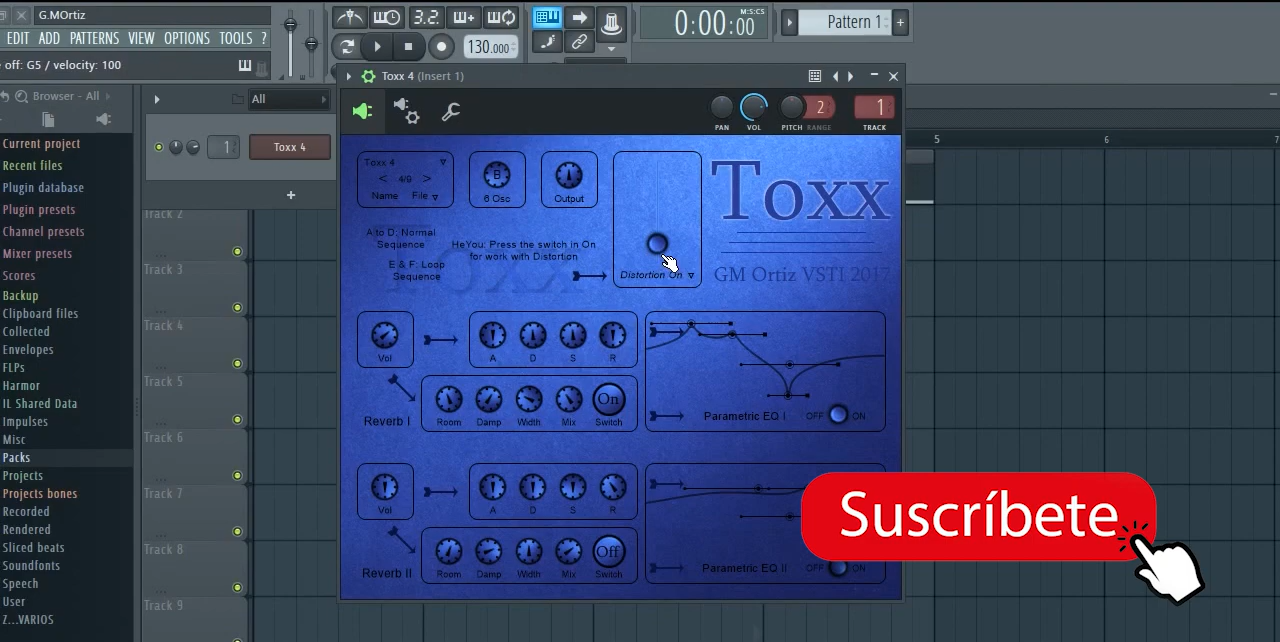 G.MOrtiz
EDIT ADD PATTERNS VIEW OPTIONS TOOLS ?
e off: G5 / velocity: 100
3.2.
130.000
0:00:00
M:S:CS
Pattern 1
Browser - All
All
Current project
Recent files
Plugin database
Plugin presets
Channel presets
Mixer presets
Scores
Backup
Clipboard files
Collected
Envelopes
FLPs
Harmor
IL Shared Data
Impulses
Misc
Packs
Projects
Projects bones
Recorded
Rendered
Sliced beats
Soundfonts
Speech
User
Z...VARIOS
1
Toxx 4
+
Track 2
Track 3
Track 4
Track 5
Track 6
Track 7
Track 8
Track 9
5
6
7
Toxx 4 (Insert 1)
2
1
PAN VOL PITCH RANGE TRACK
Toxx 4
< 4/9 >
Name File
B
6 Osc
Output
A to D: Normal
Sequence
E & F: Loop
Sequence
HeYou: Press the switch in On
for work with Distortion
Distortion On
Toxx
GM Ortiz VSTI 2017
TOXX
Vol
A D S R
Reverb I
Room Damp Width Mix Switch
On
Parametric EQ I OFF ON
Vol
A D S R
Reverb II
Room Damp Width Mix Switch
Off
Parametric EQ II OFF ON
Suscríbete